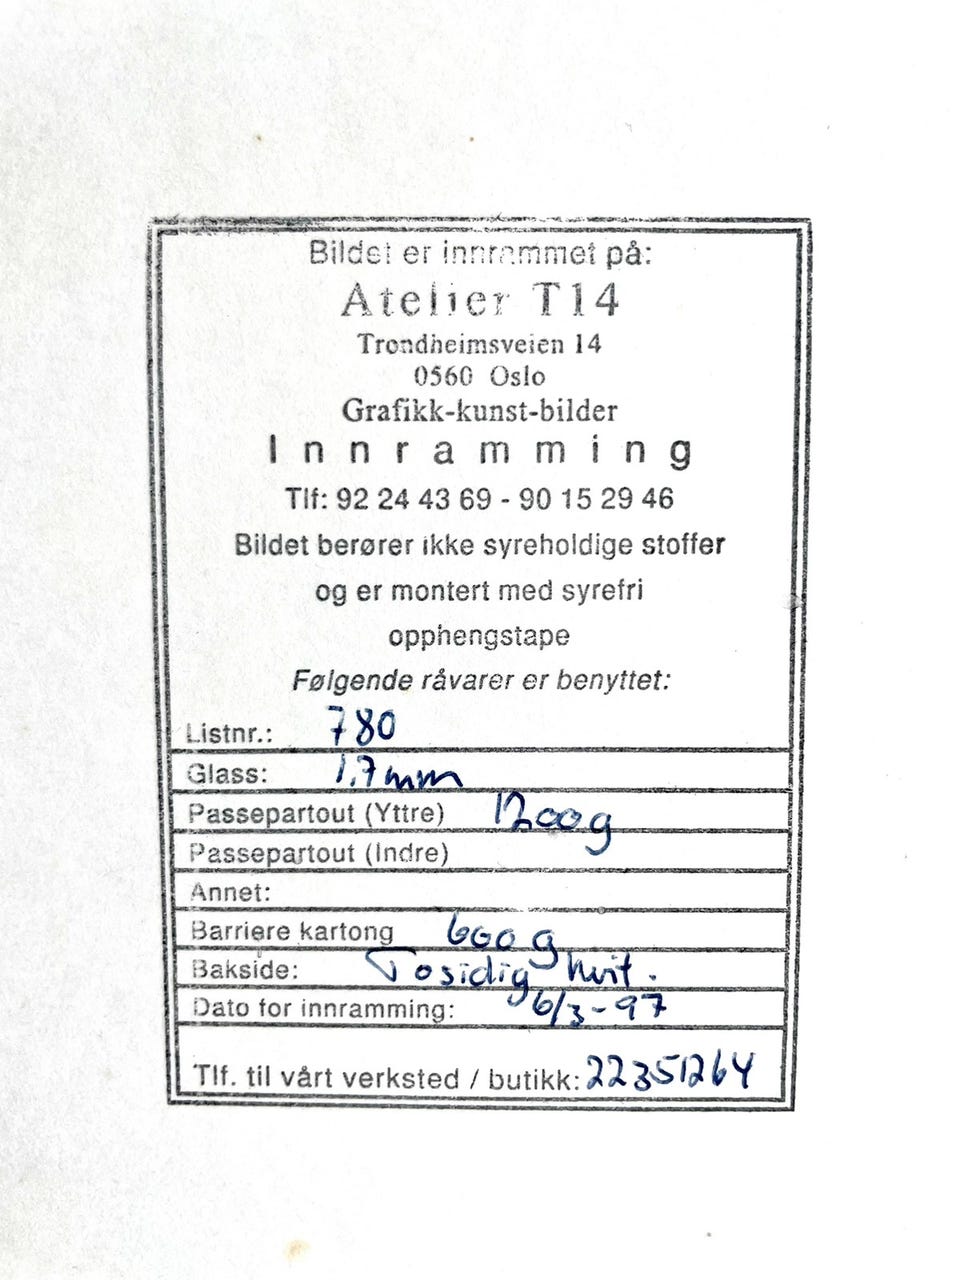 Bildet er innrammet på:
Atelier T14
Trondheimsveien 14
0560 Oslo
Grafikk-kunst-bilder
Innramming
Tlf: 92 24 43 69 - 90 15 29 46
Bildet berører ikke syreholdige stoffer
og er montert med syrefri
opphengstape
Følgende råvarer er benyttet:
Listnr.: 780
Glass: 1.7mm
Passepartout (Yttre) 1200g
Passepartout (Indre)
Annet:
Barriere kartong 600 g
Bakside: Tosidig hvit.
Dato for innramming: 6/3-97
Tlf. til vårt verksted / butikk: 22351264